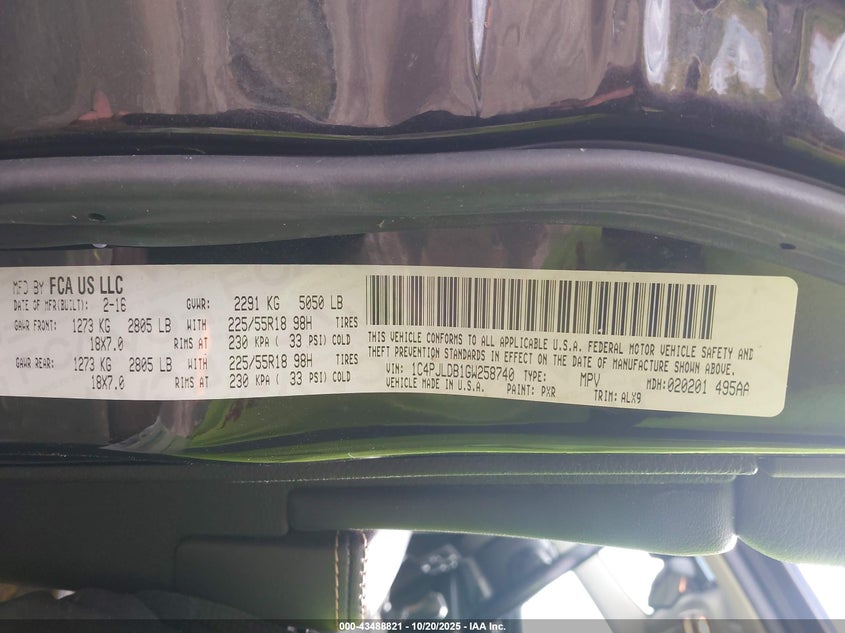 MFD BY FCA US LLC
DATE OF MFR(BUILT): 2-16 GVWR: 2291 KG 5050 LB
GAWR FRONT: 1273 KG 2805 LB WITH 225/55R18 98H TIRES
18X7.0 RIMS AT 230 KPA ( 33 PSI) COLD
GAWR REAR: 1273 KG 2805 LB WITH 225/55R18 98H TIRES
18X7.0 RIMS AT 230 KPA ( 33 PSI) COLD
THIS VEHICLE CONFORMS TO ALL APPLICABLE U.S.A. FEDERAL MOTOR VEHICLE SAFETY AND
THEFT PREVENTION STANDARDS IN EFFECT ON THE DATE OF MANUFACTURE SHOWN ABOVE.
VIN: 1C4PJLDB1GW258740 TYPE: MPV MDH:020201 495AA
VEHICLE MADE IN U.S.A. PAINT: PXR TRIM: ALX9
000-43488821 - 10/20/2025 - IAA Inc.